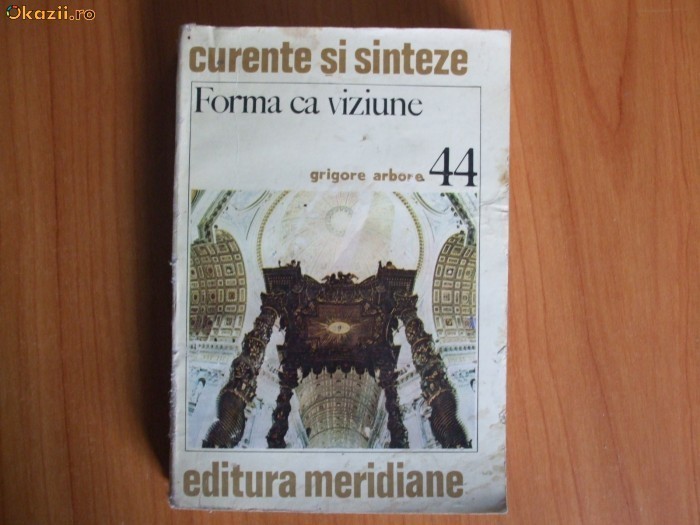 Okazii.ro
curente si sinteze
Forma ca viziune
grigore arbore 44
editura meridiane